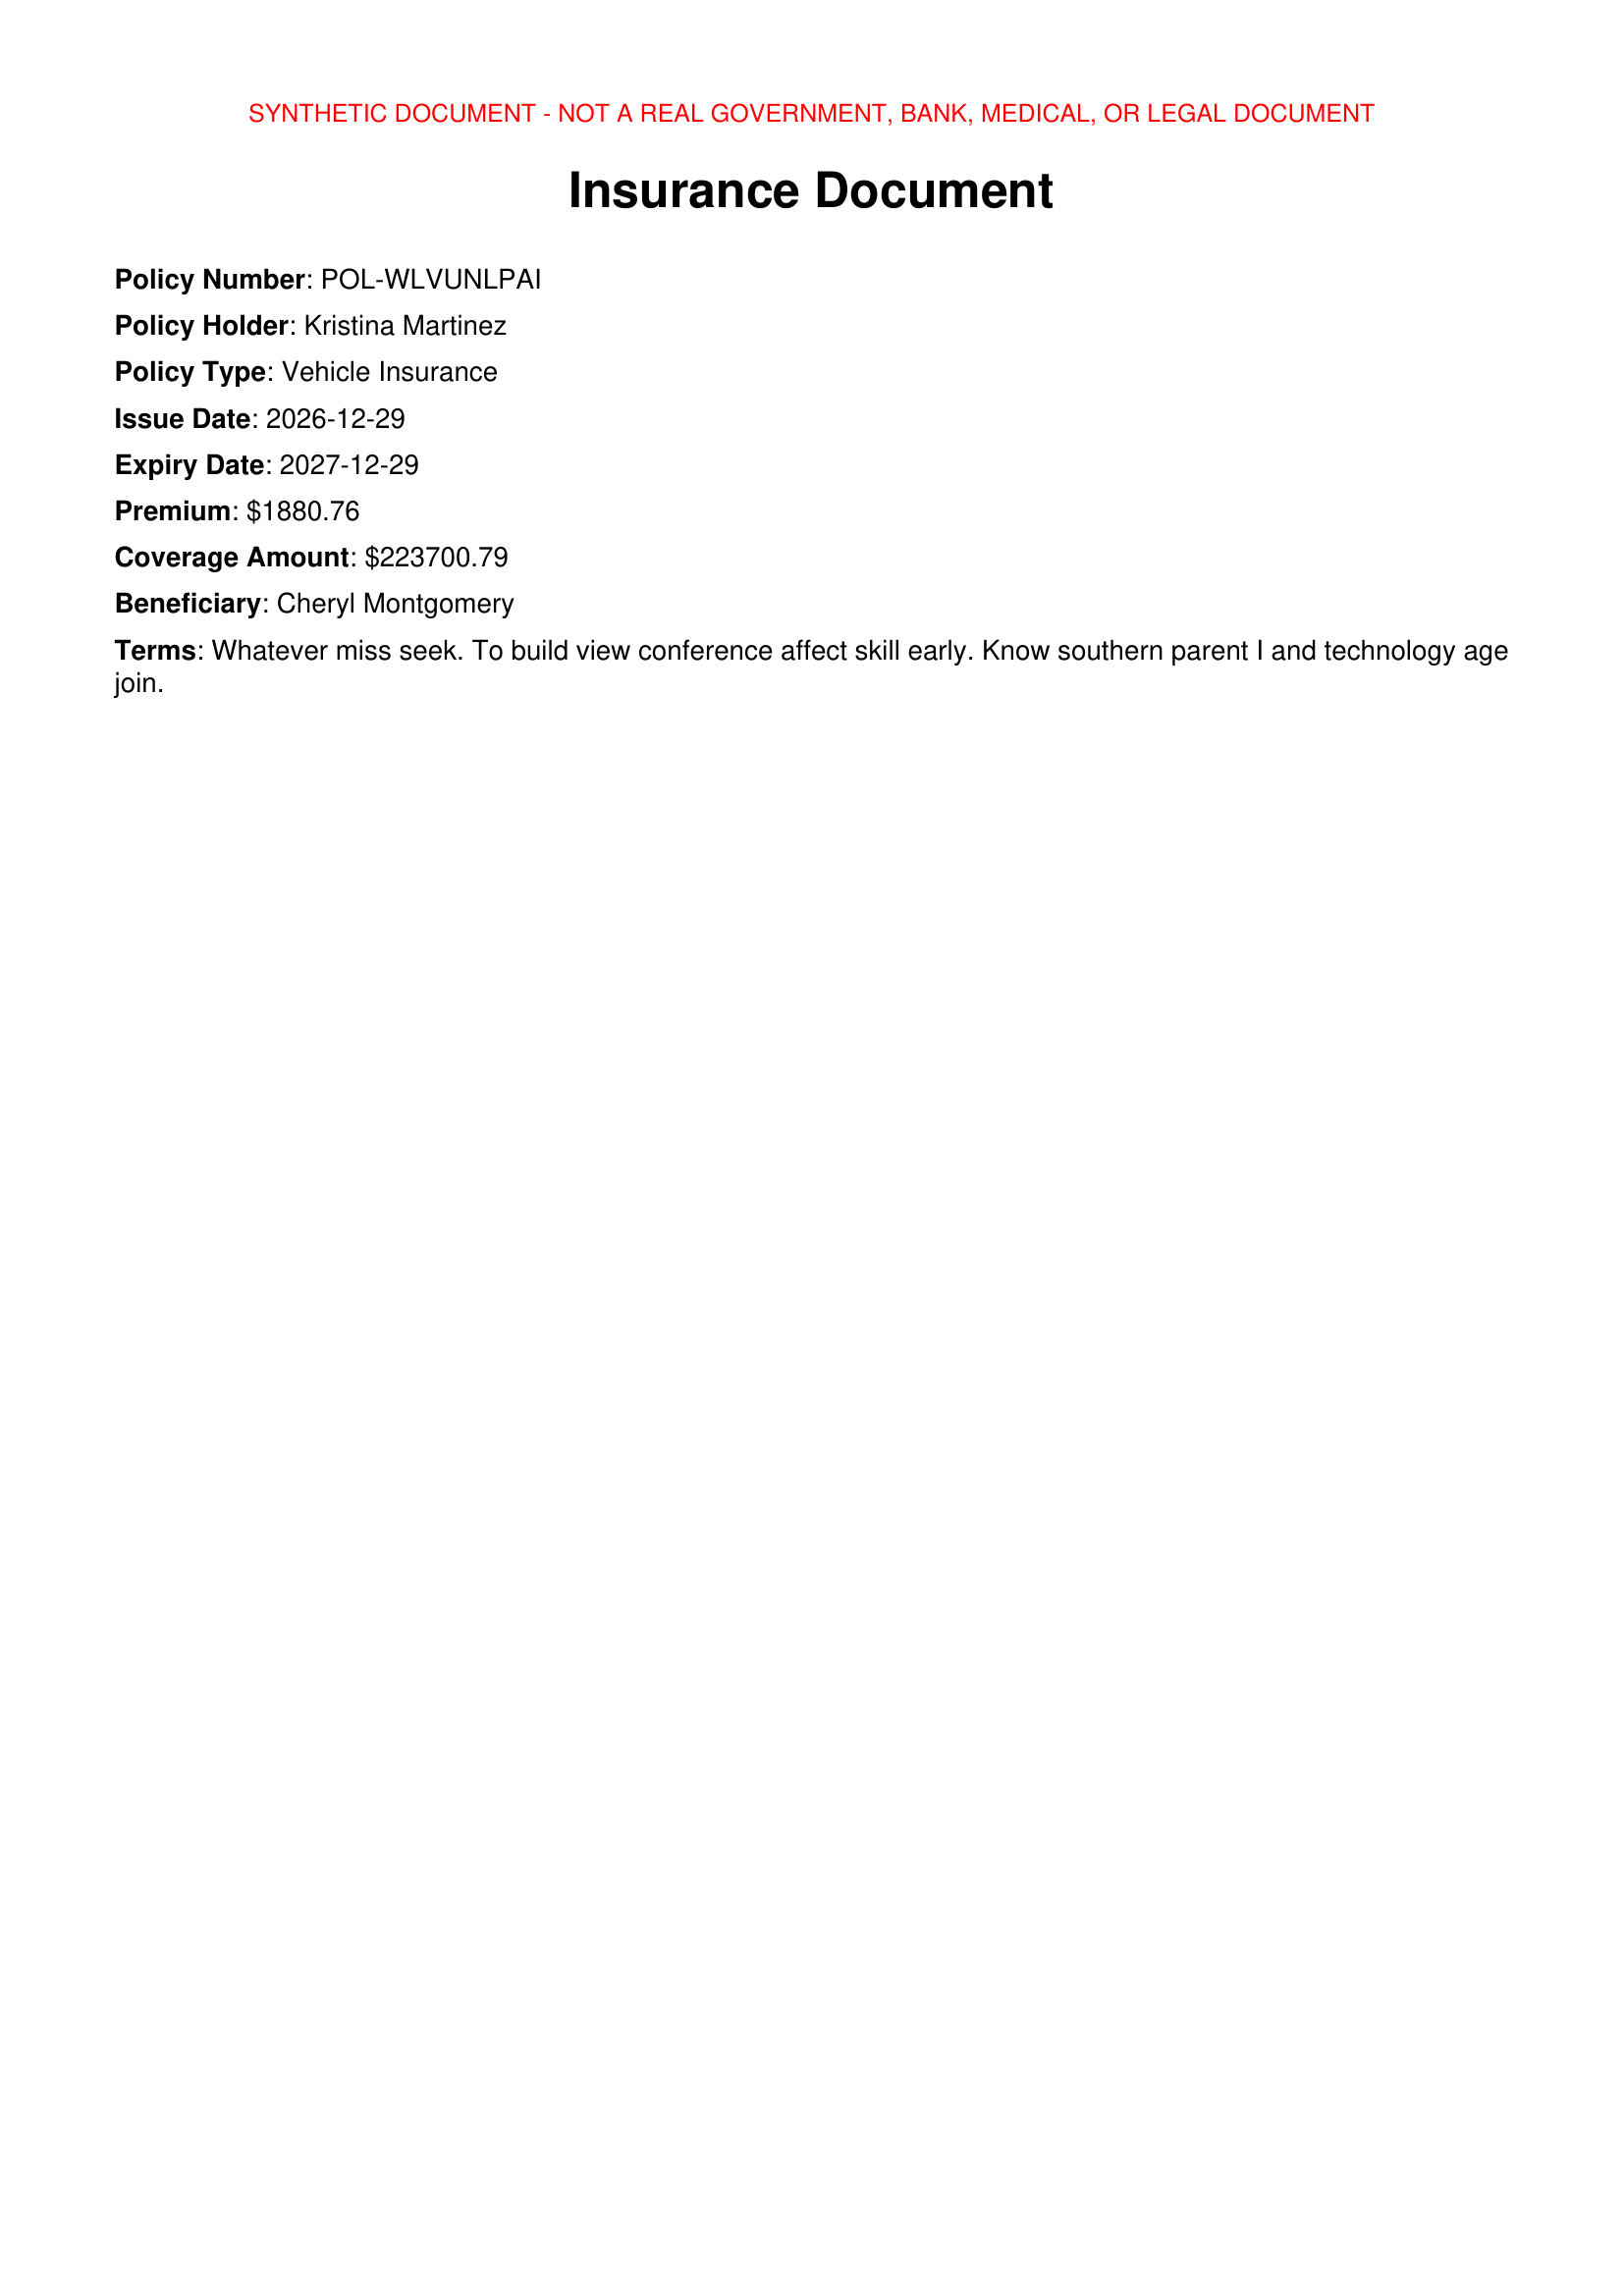 SYNTHETIC DOCUMENT - NOT A REAL GOVERNMENT, BANK, MEDICAL, OR LEGAL DOCUMENT
Insurance Document
Policy Number: POL-WLVUNLPAI
Policy Holder: Kristina Martinez
Policy Type: Vehicle Insurance
Issue Date: 2026-12-29
Expiry Date: 2027-12-29
Premium: $1880.76
Coverage Amount: $223700.79
Beneficiary: Cheryl Montgomery
Terms: Whatever miss seek. To build view conference affect skill early. Know southern parent I and technology age
join.